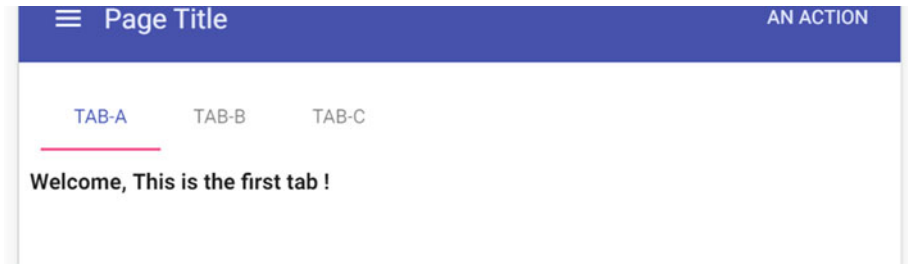 Page Title AN ACTION
TAB-A TAB-B TAB-C
Welcome, This is the first tab !